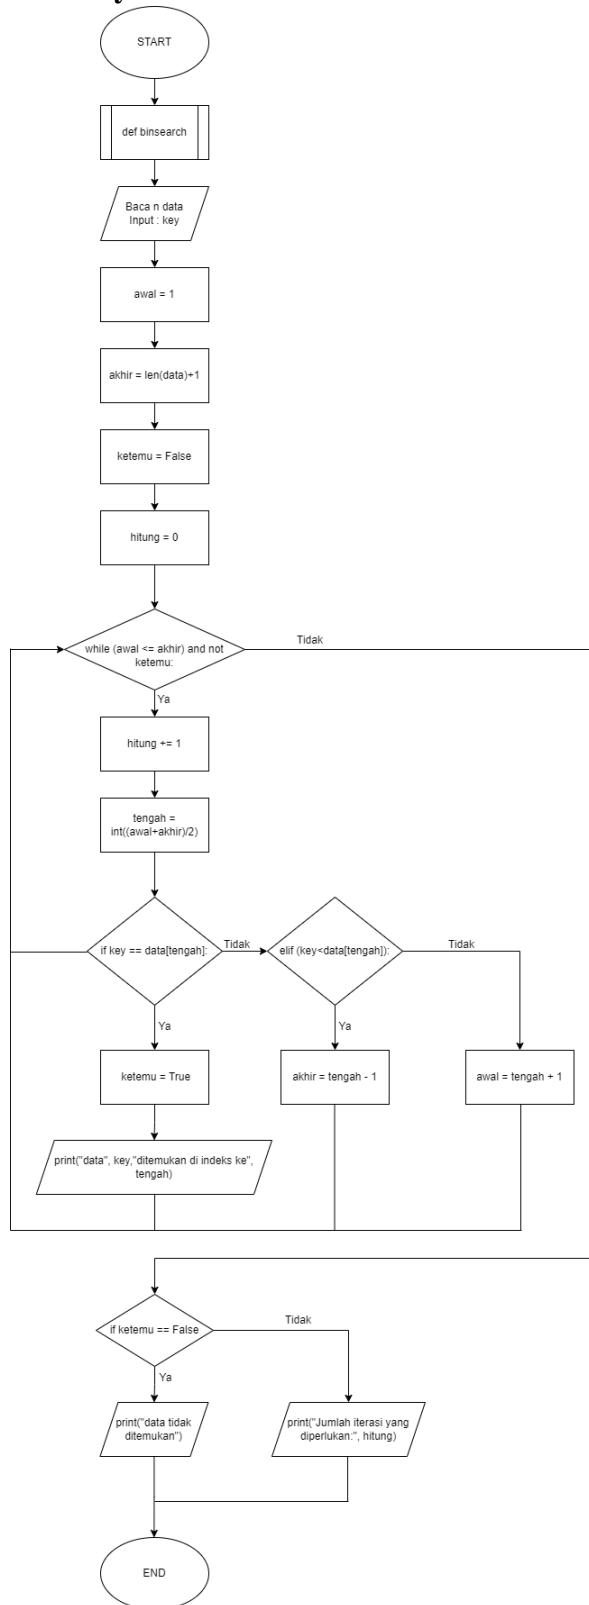 START
def binsearch
Baca n data
Input : key
awal = 1
akhir = len(data)+1
ketemu = False
hitung = 0
while (awal <= akhir) and not
ketemu:
Tidak
Ya
hitung += 1
tengah =
int((awal+akhir)/2)
if key == data[tengah]:
Tidak
elif (key<data[tengah]):
Tidak
Ya
Ya
ketemu = True
akhir = tengah - 1
awal = tengah + 1
print("data", key,"ditemukan di indeks ke",
tengah)
if ketemu == False
Tidak
Ya
print("data tidak
ditemukan")
print("Jumlah iterasi yang
diperlukan:", hitung)
END